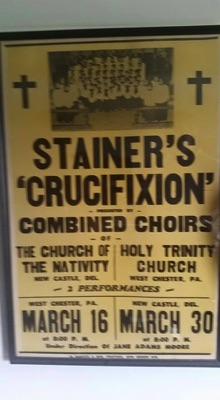 STAINER'S
'CRUCIFIXION'
- PRESENTED BY -
COMBINED CHOIRS
- OF -
THE CHURCH OF THE NATIVITY
NEW CASTLE, DEL.
HOLY TRINITY CHURCH
WEST CHESTER, PA.
- 2 PERFORMANCES -
WEST CHESTER, PA.
MARCH 16
at 8:00 P. M.
NEW CASTLE, DEL.
MARCH 30
at 8:00 P. M.
Under Direction Of JANE ADAMS MOORE